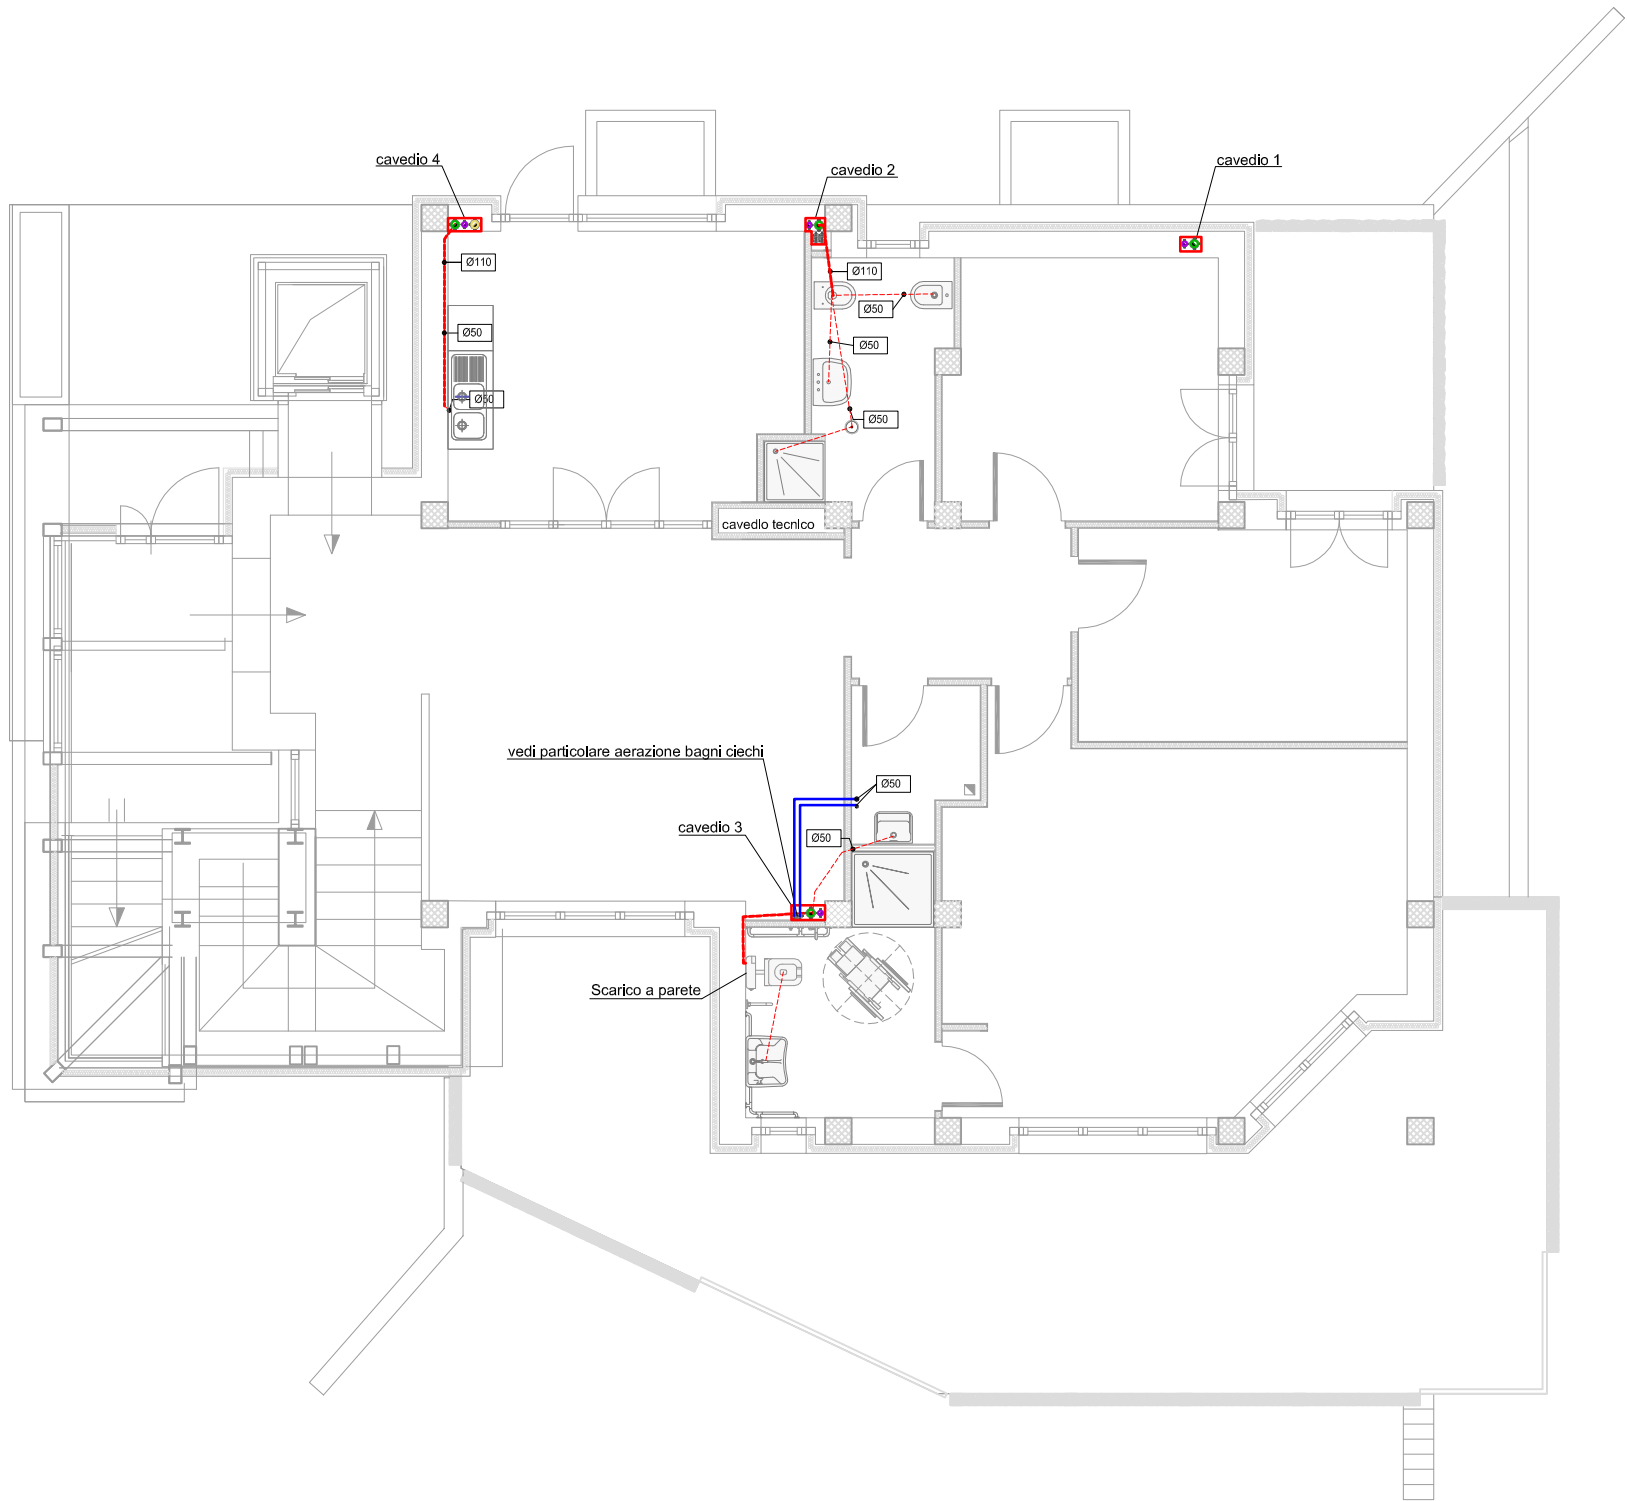 cavedio 4
cavedio 2
cavedio 1
Ø110
Ø110
Ø50
Ø50
Ø50
Ø50
Ø50
cavedio tecnico
vedi particolare aerazione bagni ciechi
Ø50
cavedio 3
Ø50
Scarico a parete